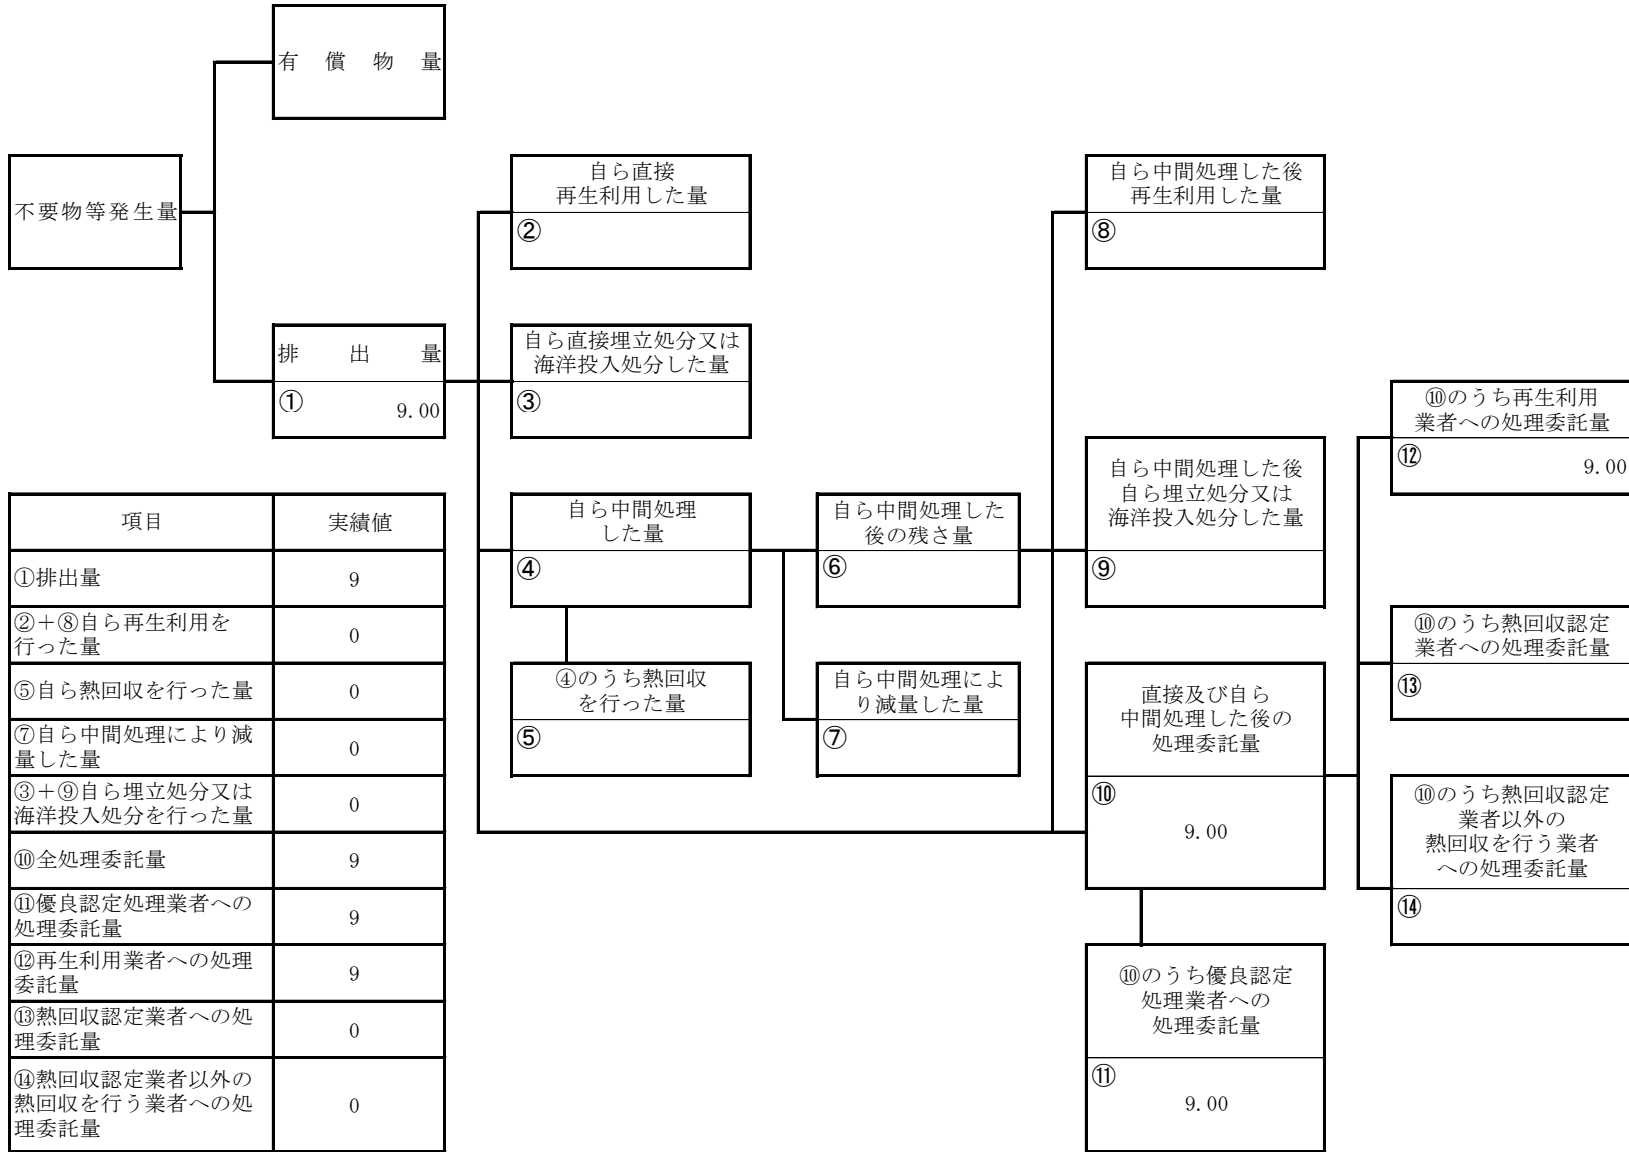 有償物量
不要物等発生量
排出量
①
9.00
自ら直接
再生利用した量
②
自ら直接埋立処分又は
海洋投入処分した量
③
自ら中間処理
した量
④
④のうち熱回収
を行った量
⑤
自ら中間処理した
後の残さ量
⑥
自ら中間処理によ
り減量した量
⑦
自ら中間処理した後
再生利用した量
⑧
自ら中間処理した後
自ら埋立処分又は
海洋投入処分した量
⑨
直接及び自ら
中間処理した後の
処理委託量
⑩
9.00
⑩のうち優良認定
処理業者への
処理委託量
⑪
9.00
⑩のうち再生利用
業者への処理委託量
⑫
9.00
⑩のうち熱回収認定
業者への処理委託量
⑬
⑩のうち熱回収認定
業者以外の
熱回収を行う業者
への処理委託量
⑭
項目 実績値
①排出量 9
②+⑧自ら再生利用を
行った量 0
⑤自ら熱回収を行った量 0
⑦自ら中間処理により減
量した量 0
③+⑨自ら埋立処分又は
海洋投入処分を行った量 0
⑩全処理委託量 9
⑪優良認定処理業者への
処理委託量 9
⑫再生利用業者への処理
委託量 9
⑬熱回収認定業者への処
理委託量 0
⑭熱回収認定業者以外の
熱回収を行う業者への処
理委託量 0